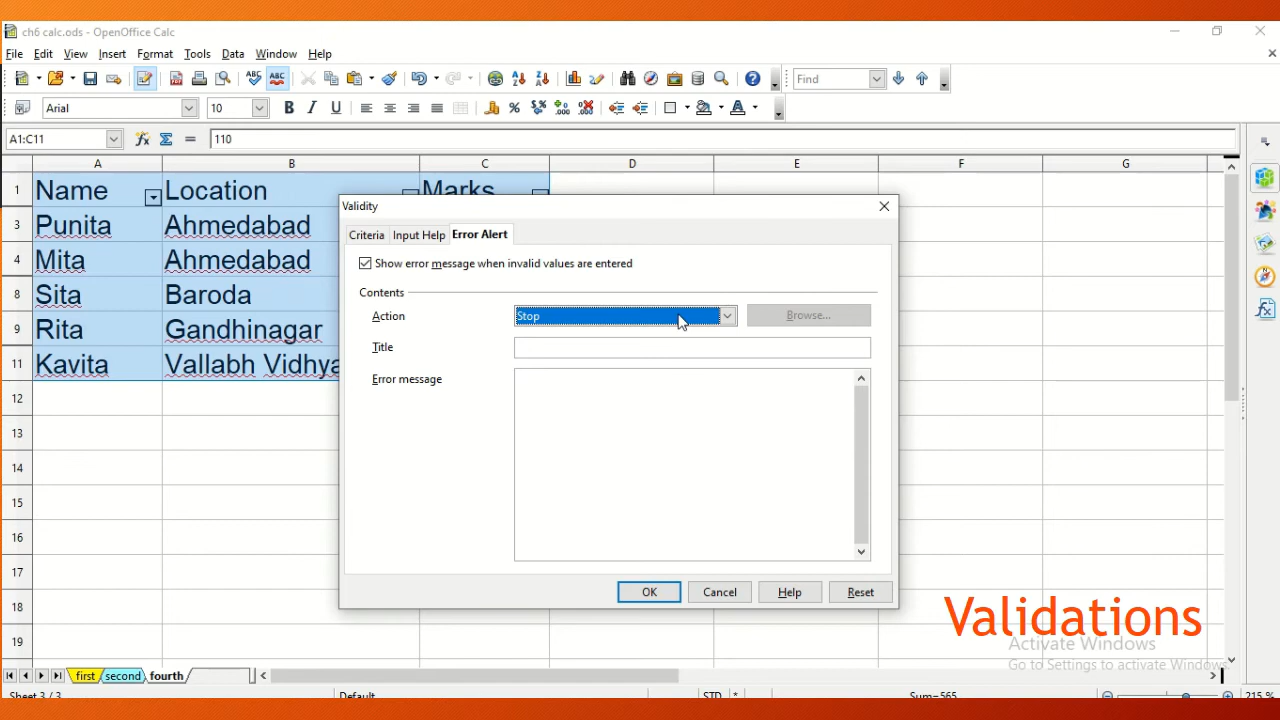 ch6 calc.ods - OpenOffice Calc
File Edit View Insert Format Tools Data Window Help
Find
Arial 10
A1:C11 110
A B C D E F G
1 Name Location Marks
3 Punita Ahmedabad
4 Mita Ahmedabad
8 Sita Baroda
9 Rita Gandhinagar
11 Kavita Vallabh Vidhya
12
13
14
15
16
17
18
19
Validity
Criteria Input Help Error Alert
Show error message when invalid values are entered
Contents
Action Stop Browse...
Title
Error message
OK Cancel Help Reset
Validations
Activate Windows
Go to Settings to activate Windows.
first second fourth
Sheet 3 / 3 Default STD * Sum=565 215 %